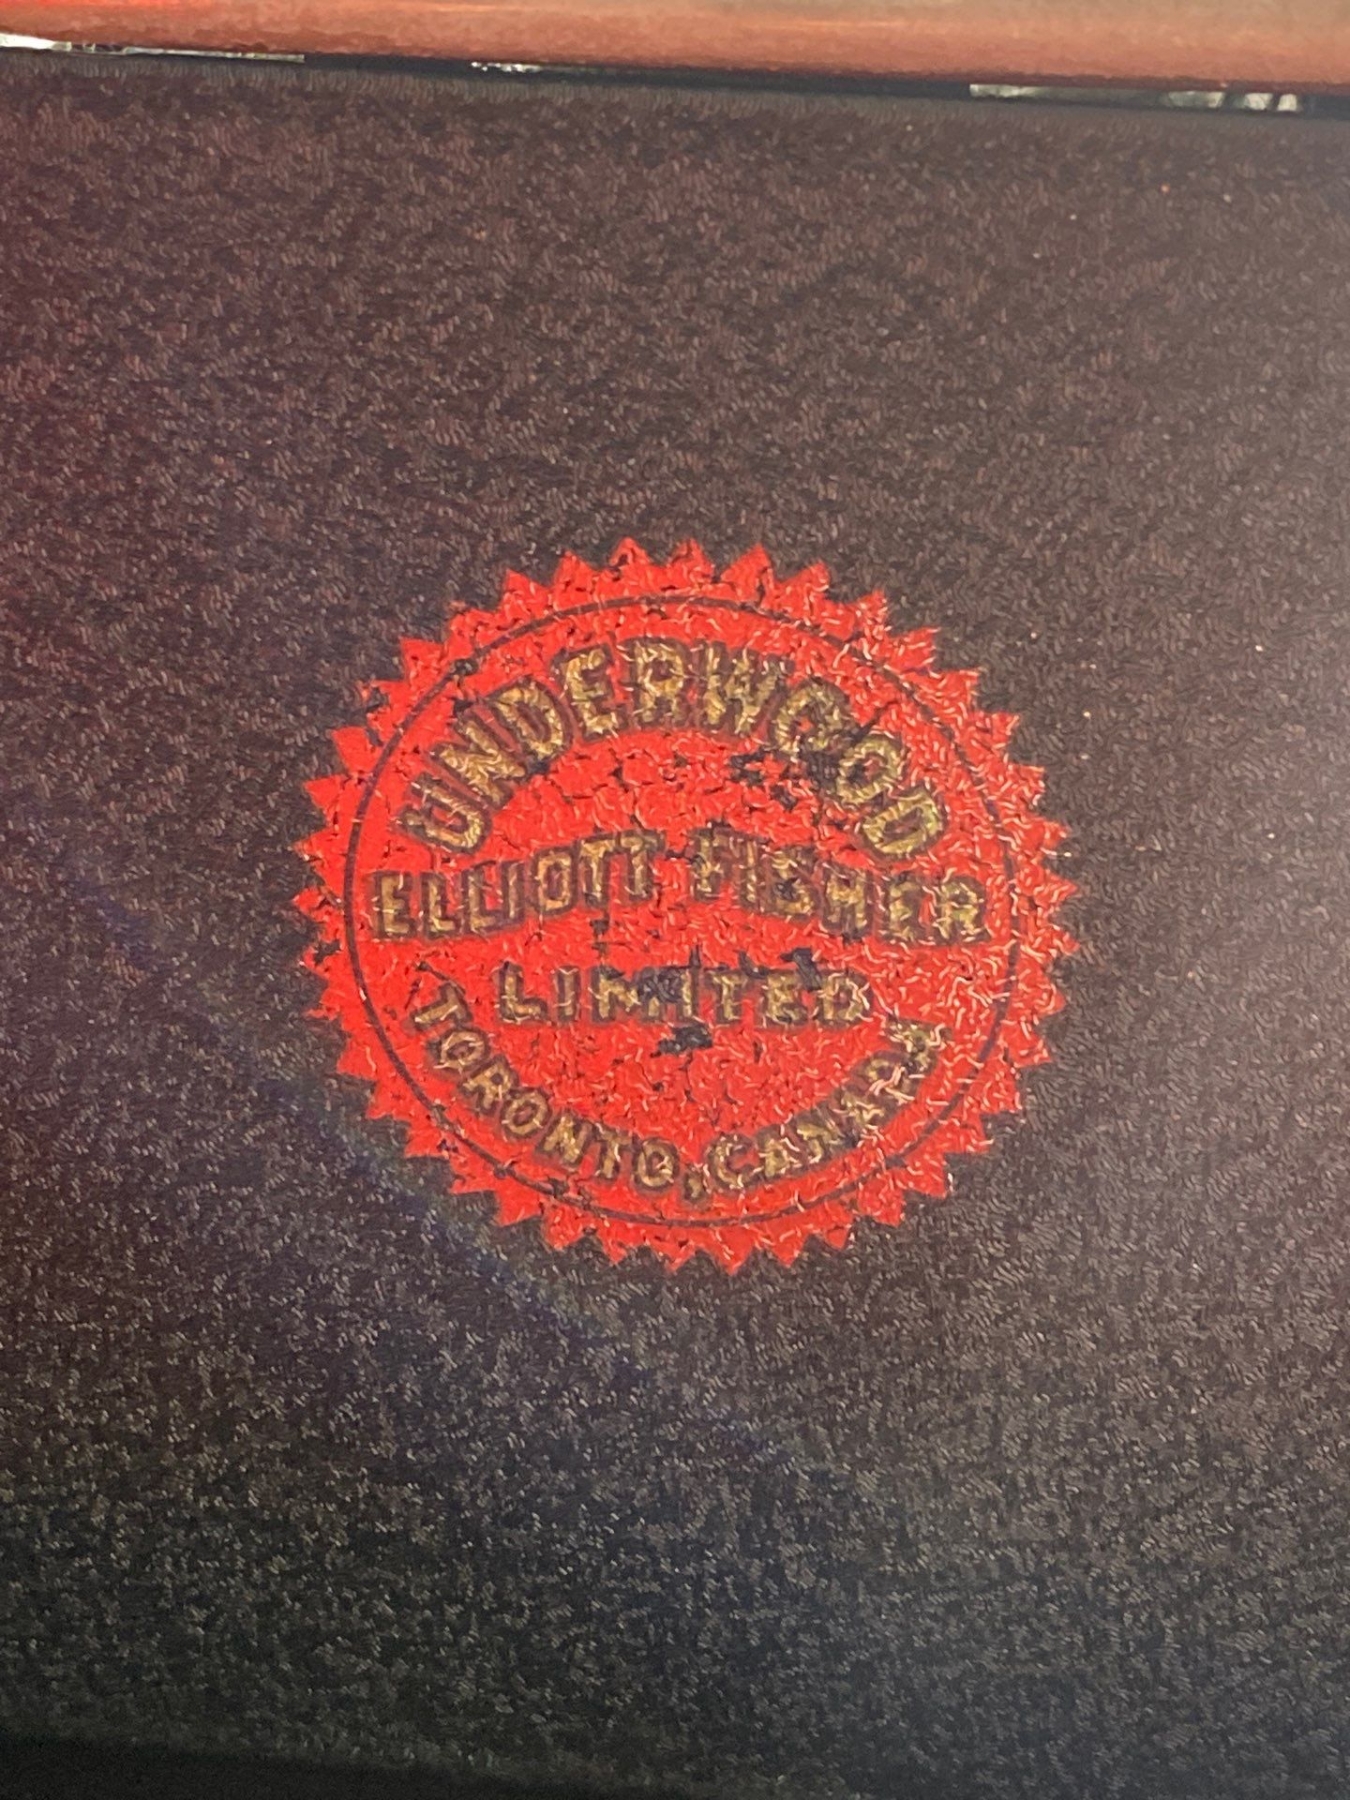 UNDERWOOD
ELLIOTT FISHER
LIMITED
TORONTO, CANADA